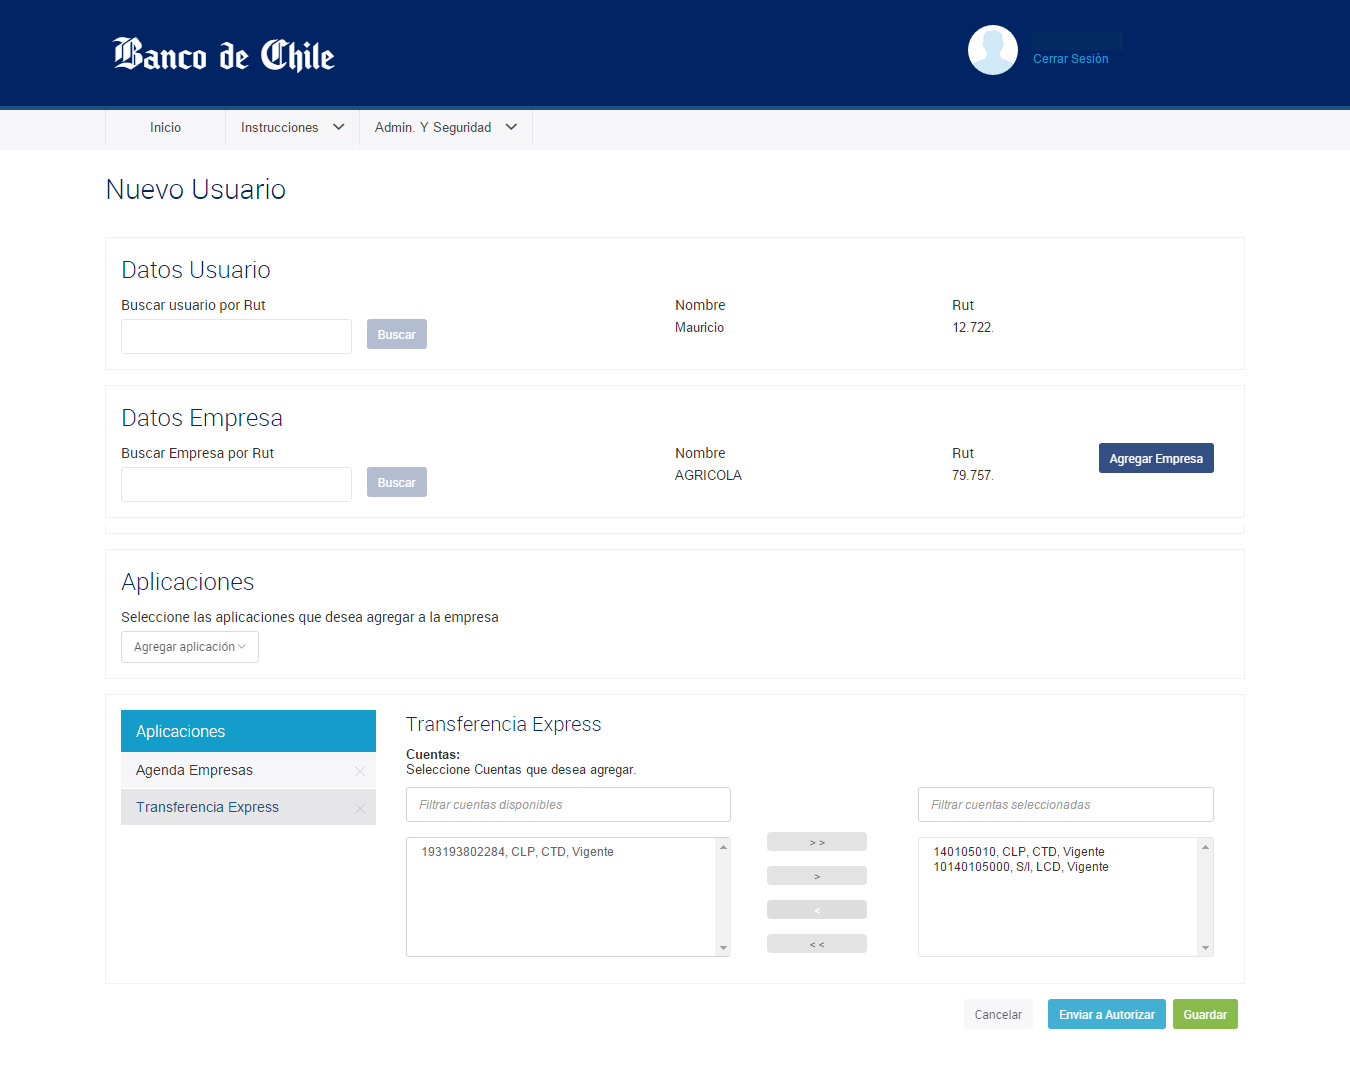 Banco de Chile
Cerrar Sesión
Inicio
Instrucciones
Admin. Y Seguridad
Nuevo Usuario
Datos Usuario
Buscar usuario por Rut
Buscar
Nombre
Mauricio
Rut
12.722.
Datos Empresa
Buscar Empresa por Rut
Buscar
Nombre
AGRICOLA
Rut
79.757.
Agregar Empresa
Aplicaciones
Seleccione las aplicaciones que desea agregar a la empresa
Agregar aplicación
Aplicaciones
Agenda Empresas
Transferencia Express
Transferencia Express
Cuentas:
Seleccione Cuentas que desea agregar.
Filtrar cuentas disponibles
193193802284, CLP, CTD, Vigente
> >
>
<
< <
Filtrar cuentas seleccionadas
140105010, CLP, CTD, Vigente
10140105000, S/I, LCD, Vigente
Cancelar
Enviar a Autorizar
Guardar